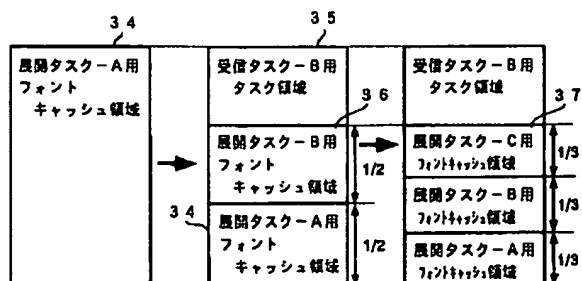 34
展開タスクーA用
フォント
キャッシュ領域
35
受信タスクーB用
タスク領域
36
展開タスクーB用
フォント
キャッシュ領域
1/2
34
展開タスクーA用
フォント
キャッシュ領域
1/2
受信タスクーB用
タスク領域
37
展開タスクーC用
フォントキャッシュ領域
1/3
展開タスクーB用
フォントキャッシュ領域
1/3
展開タスクーA用
フォントキャッシュ領域
1/3